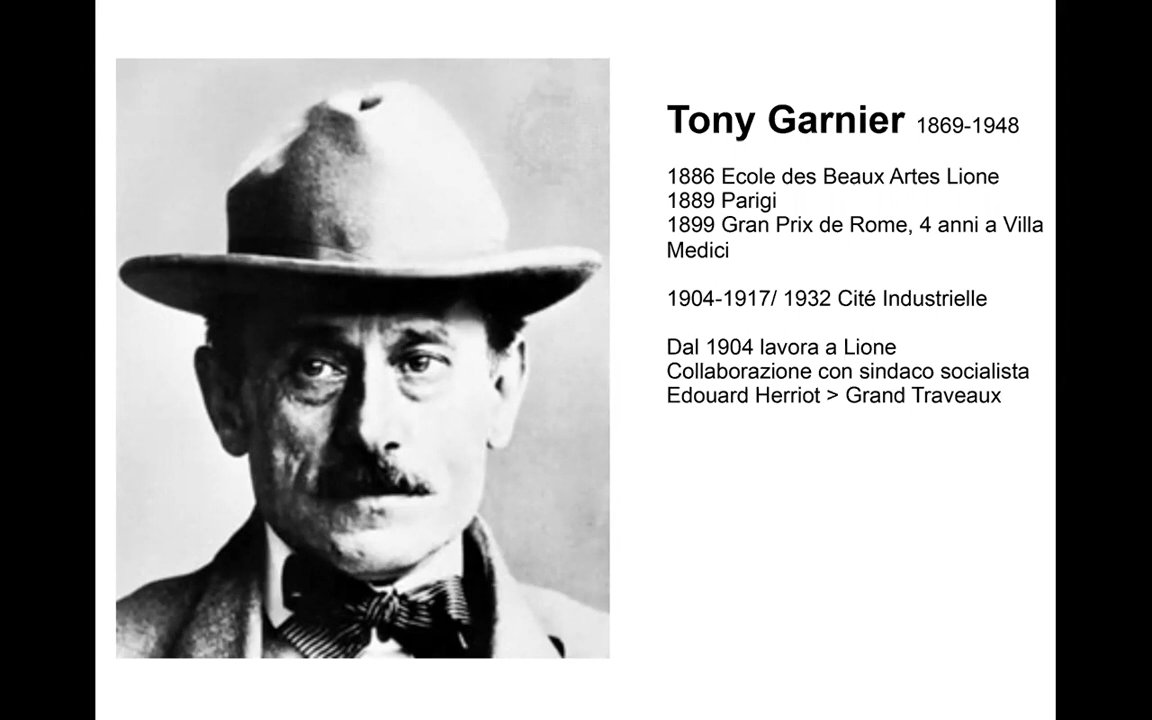 Tony Garnier 1869-1948
1886 Ecole des Beaux Artes Lione
1889 Parigi
1899 Gran Prix de Rome, 4 anni a Villa
Medici
1904-1917/ 1932 Cité Industrielle
Dal 1904 lavora a Lione
Collaborazione con sindaco socialista
Edouard Herriot > Grand Traveaux